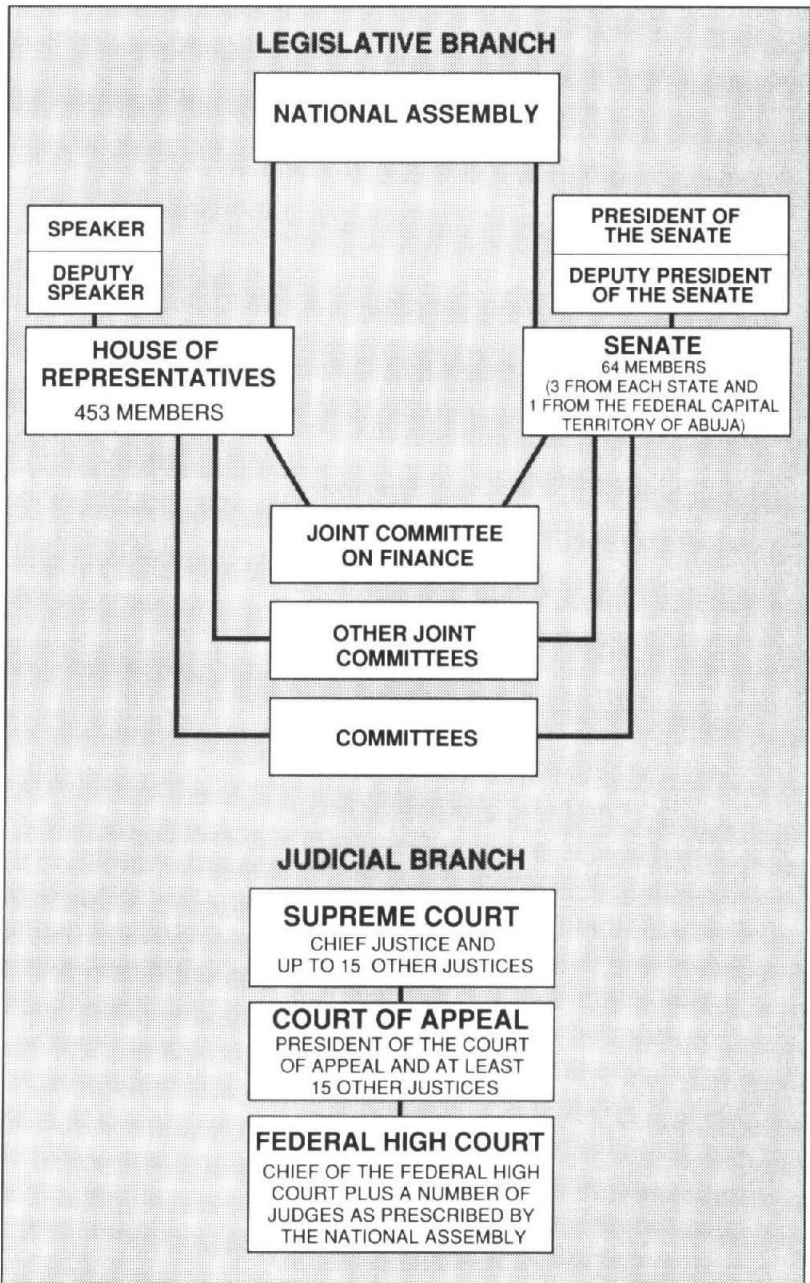 LEGISLATIVE BRANCH
NATIONAL ASSEMBLY
SPEAKER
DEPUTY
SPEAKER
PRESIDENT OF
THE SENATE
DEPUTY PRESIDENT
OF THE SENATE
HOUSE OF
REPRESENTATIVES
453 MEMBERS
SENATE
64 MEMBERS
(3 FROM EACH STATE AND
1 FROM THE FEDERAL CAPITAL
TERRITORY OF ABUJA)
JOINT COMMITTEE
ON FINANCE
OTHER JOINT
COMMITTEES
COMMITTEES
JUDICIAL BRANCH
SUPREME COURT
CHIEF JUSTICE AND
UP TO 15 OTHER JUSTICES
COURT OF APPEAL
PRESIDENT OF THE COURT
OF APPEAL AND AT LEAST
15 OTHER JUSTICES
FEDERAL HIGH COURT
CHIEF OF THE FEDERAL HIGH
COURT PLUS A NUMBER OF
JUDGES AS PRESCRIBED BY
THE NATIONAL ASSEMBLY